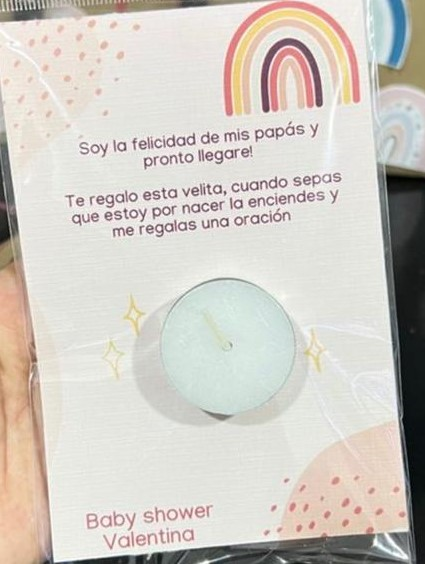 Soy la felicidad de mis papás y
pronto llegare!
Te regalo esta velita, cuando sepas
que estoy por nacer la enciendes y
me regalas una oración
Baby shower
Valentina